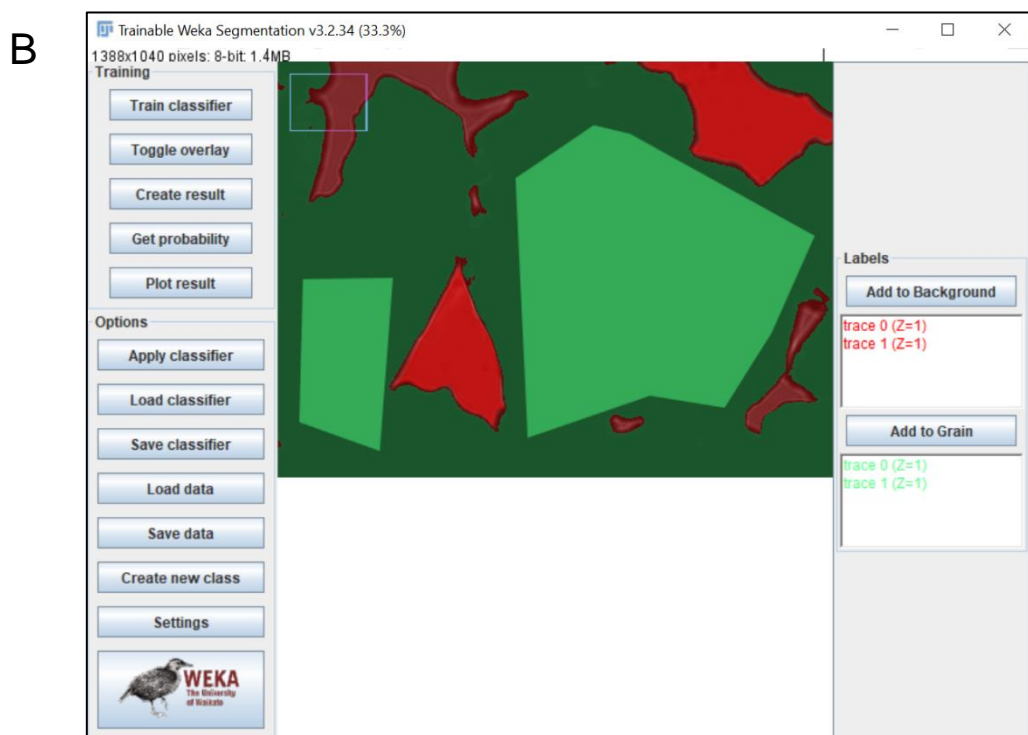 B
Trainable Weka Segmentation v3.2.34 (33.3%)
1388x1040 pixels; 8-bit; 1.4MB
Training
Train classifier
Toggle overlay
Create result
Get probability
Plot result
Options
Apply classifier
Load classifier
Save classifier
Load data
Save data
Create new class
Settings
WEKA
The University
of Waikato
Labels
Add to Background
trace 0 (Z=1)
trace 1 (Z=1)
Add to Grain
trace 0 (Z=1)
trace 1 (Z=1)